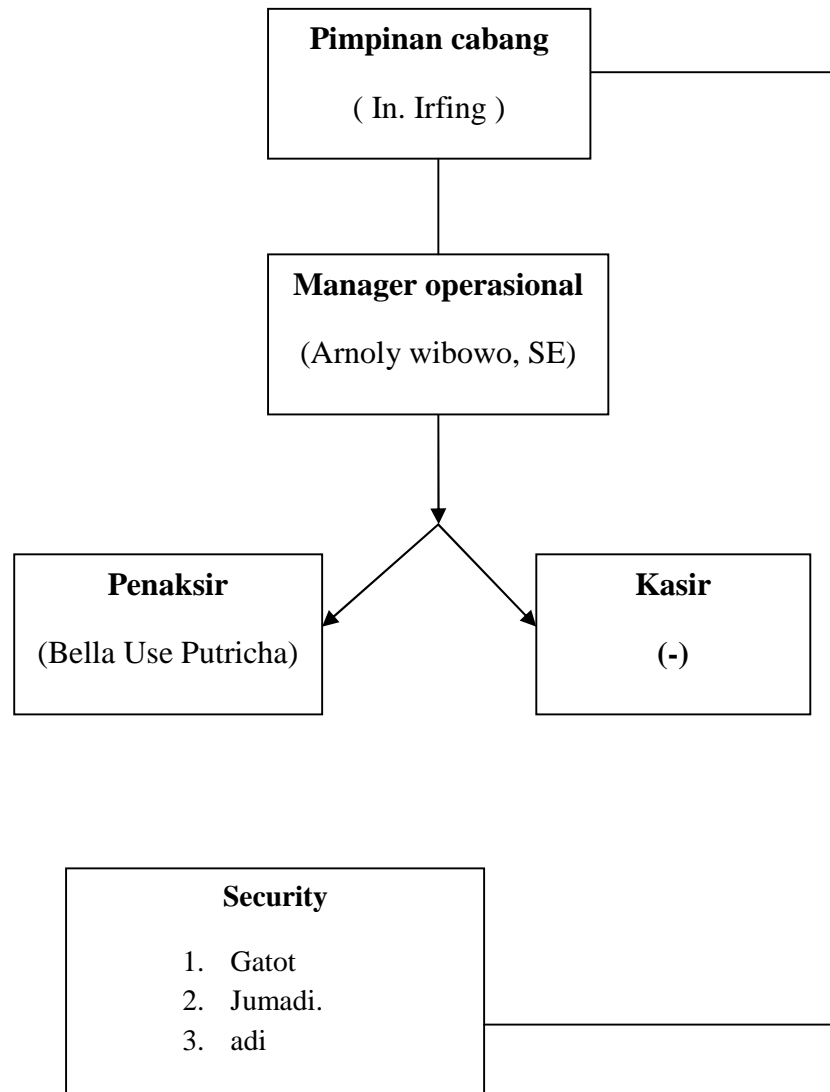 Pimpinan cabang
( In. Irfing )
Manager operasional
(Arnoly wibowo, SE)
Penaksir
(Bella Use Putricha)
Kasir
(-)
Security
1. Gatot
2. Jumadi.
3. adi